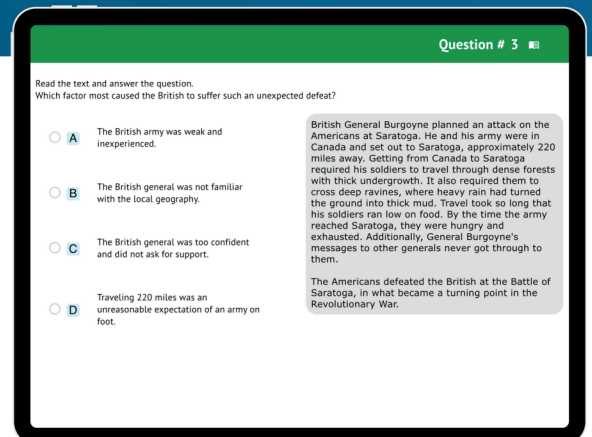 Question # 3
Read the text and answer the question.
Which factor most caused the British to suffer such an unexpected defeat?
A
The British army was weak and
inexperienced.
B
The British general was not familiar
with the local geography.
C
The British general was too confident
and did not ask for support.
D
Traveling 220 miles was an
unreasonable expectation of an army on
foot.
British General Burgoyne planned an attack on the
Americans at Saratoga. He and his army were in
Canada and set out to Saratoga, approximately 220
miles away. Getting from Canada to Saratoga
required his soldiers to travel through dense forests
with thick undergrowth. It also required them to
cross deep ravines, where heavy rain had turned
the ground into thick mud. Travel took so long that
his soldiers ran low on food. By the time the army
reached Saratoga, they were hungry and
exhausted. Additionally, General Burgoyne's
messages to other generals never got through to
them.
The Americans defeated the British at the Battle of
Saratoga, in what became a turning point in the
Revolutionary War.